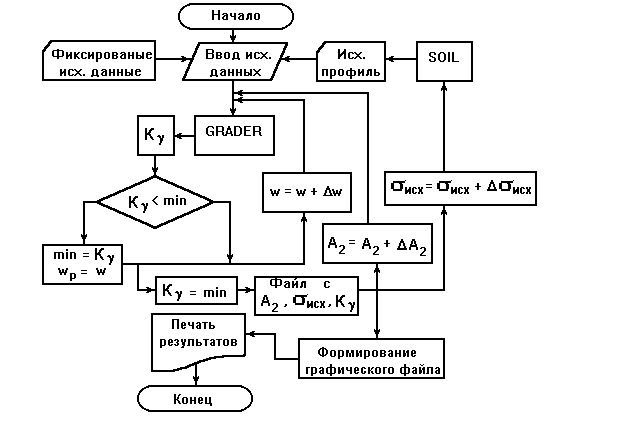 Начало
Фиксированые
исх. данные
Ввод исх.
данных
Исх.
профиль
SOIL
Kγ
GRADER
Kγ < min
w = w + Δw
σисх = σисх + Δσисх
A₂ = A₂ + ΔA₂
min = Kγ
wp = w
Kγ = min
Файл с
A₂ , σисх , Kγ
Печать
результатов
Формирование
графического файла
Конец